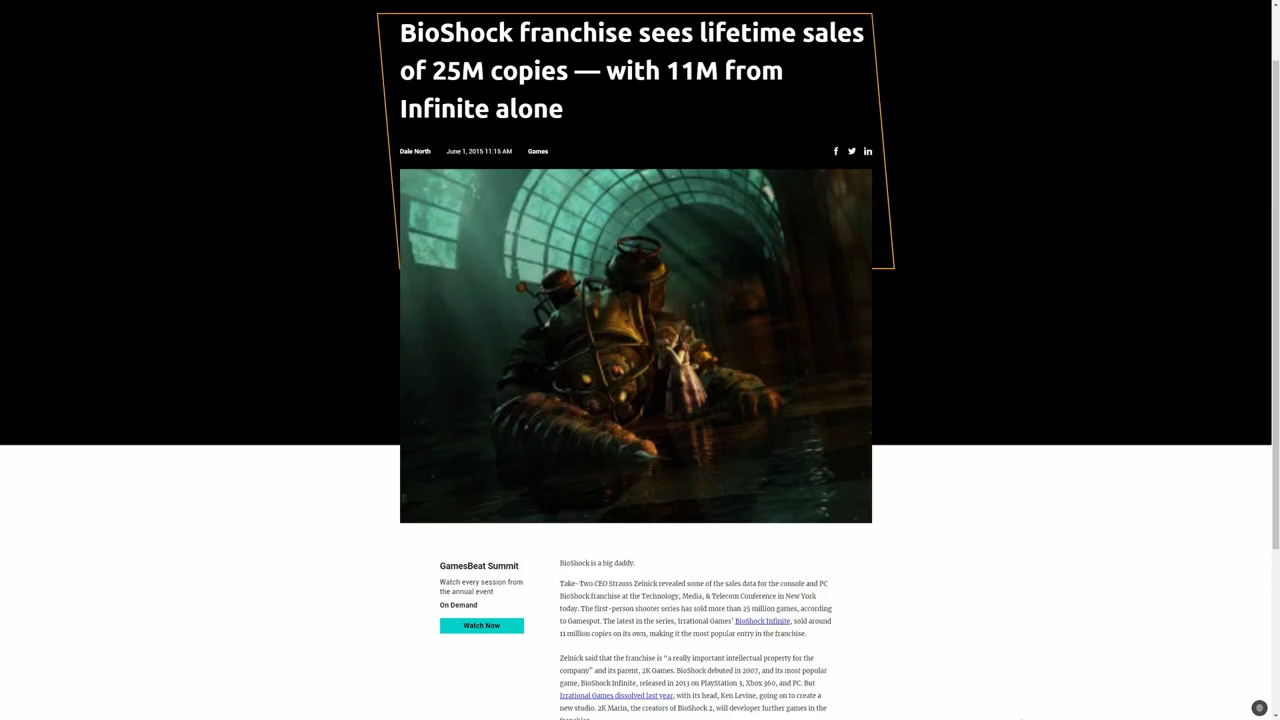 BioShock franchise sees lifetime sales
of 25M copies — with 11M from
Infinite alone
Dale North June 1, 2015 11:15 AM Games
GamesBeat Summit
Watch every session from
the annual event
On Demand
Watch Now
BioShock is a big daddy.
Take-Two CEO Strauss Zelnick revealed some of the sales data for the console and PC
BioShock franchise at the Technology, Media, & Telecom Conference in New York
today. The first-person shooter series has sold more than 25 million games, according
to Gamespot. The latest in the series, Irrational Games' BioShock Infinite, sold around
11 million copies on its own, making it the most popular entry in the franchise.
Zelnick said that the franchise is “a really important intellectual property for the
company” and its parent, 2K Games. BioShock debuted in 2007, and its most popular
game, BioShock Infinite, released in 2013 on PlayStation 3, Xbox 360, and PC. But
Irrational Games dissolved last year, with its head, Ken Levine, going on to create a
new studio. 2K Marin, the creators of BioShock 2, will developer further games in the